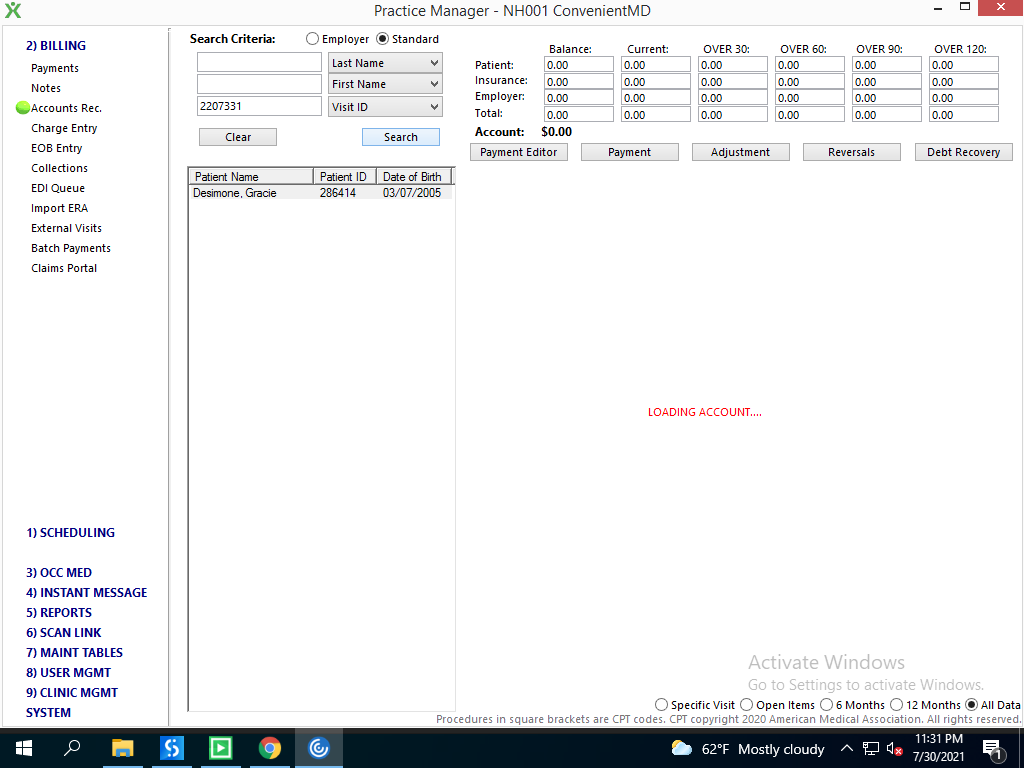 Practice Manager - NH001 ConvenientMD
2) BILLING
Payments
Notes
Accounts Rec.
Charge Entry
EOB Entry
Collections
EDI Queue
Import ERA
External Visits
Batch Payments
Claims Portal
1) SCHEDULING
3) OCC MED
4) INSTANT MESSAGE
5) REPORTS
6) SCAN LINK
7) MAINT TABLES
8) USER MGMT
9) CLINIC MGMT
SYSTEM
Search Criteria: Employer Standard
Last Name
First Name
2207331 Visit ID
Clear Search
Patient Name Patient ID Date of Birth
Desimone, Gracie 286414 03/07/2005
Balance: Current: OVER 30: OVER 60: OVER 90: OVER 120:
Patient: 0.00 0.00 0.00 0.00 0.00 0.00
Insurance: 0.00 0.00 0.00 0.00 0.00 0.00
Employer: 0.00 0.00 0.00 0.00 0.00 0.00
Total: 0.00 0.00 0.00 0.00 0.00 0.00
Account: $0.00
Payment Editor Payment Adjustment Reversals Debt Recovery
LOADING ACCOUNT....
Activate Windows
Go to Settings to activate Windows.
Specific Visit Open Items 6 Months 12 Months All Data
Procedures in square brackets are CPT codes. CPT copyright 2020 American Medical Association. All rights reserved.
62°F Mostly cloudy
11:31 PM
7/30/2021
1